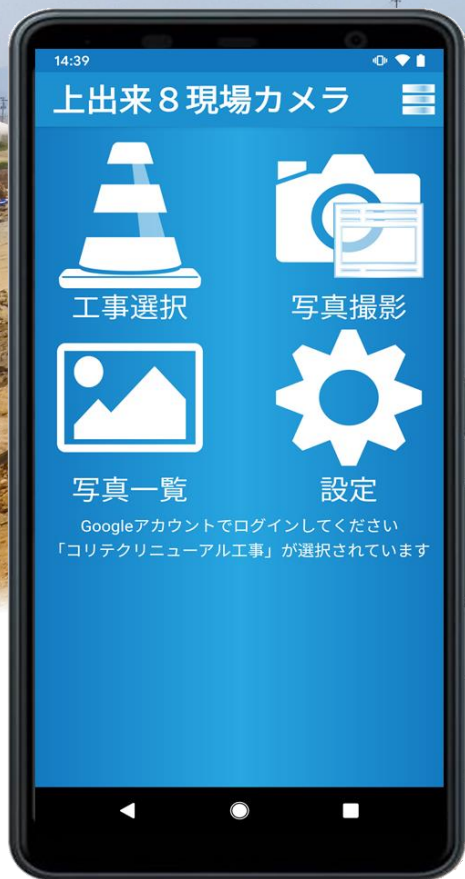 14:39
上出来８現場カメラ
工事選択
写真撮影
写真一覧
設定
Googleアカウントでログインしてください
「コリテクリニューアル工事」が選択されています